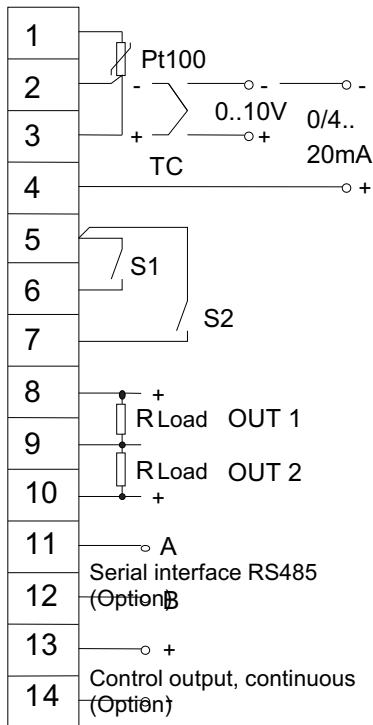 1
Pt100
2
- - -
0..10V
0/4..
3
+ +
20mA
TC
4
+
5
S1
6
S2
7
8
+
R Load OUT 1
9
R Load OUT 2
10
+
11
A
Serial interface RS485
12
(Option) B
13
+
Control output, continuous
14
(Option) -